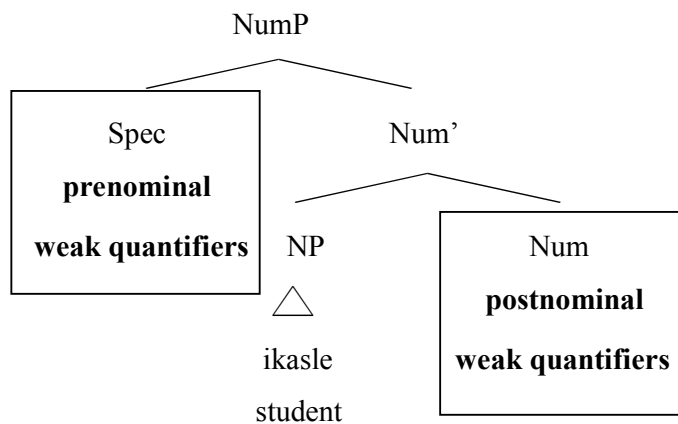 NumP
Spec
Num’
prenominal
weak quantifiers
NP
Num
postnominal
ikasle
weak quantifiers
student